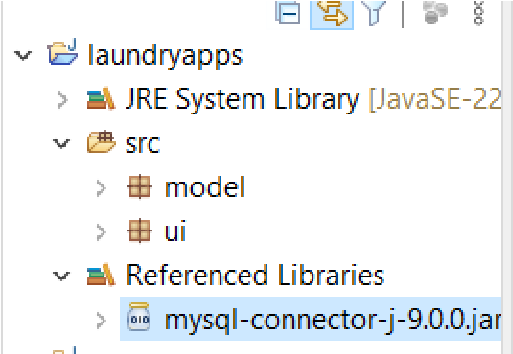 laundryapps
JRE System Library [JavaSE-22
src
model
ui
Referenced Libraries
mysql-connector-j-9.0.0.jar